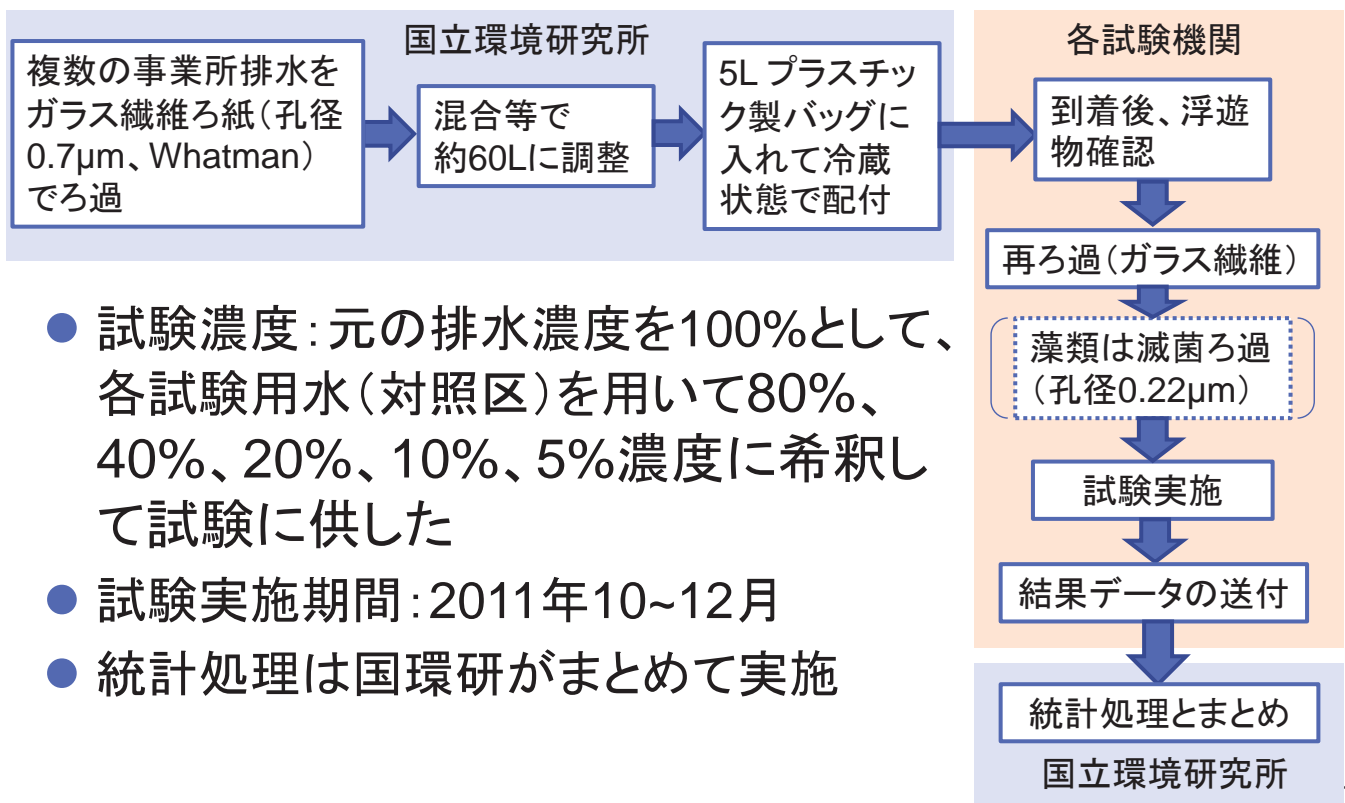 国立環境研究所
複数の事業所排水を
ガラス繊維ろ紙（孔径
0.7μm、Whatman）
でろ過
混合等で
約60Lに調整
5L プラスチッ
ク製バッグに
入れて冷蔵
状態で配付
各試験機関
到着後、浮遊
物確認
再ろ過（ガラス繊維）
藻類は滅菌ろ過
（孔径0.22μm）
試験実施
結果データの送付
統計処理とまとめ
国立環境研究所
● 試験濃度：元の排水濃度を100%として、
各試験用水（対照区）を用いて80%、
40%、20%、10%、5%濃度に希釈し
て試験に供した
● 試験実施期間：2011年10~12月
● 統計処理は国環研がまとめて実施